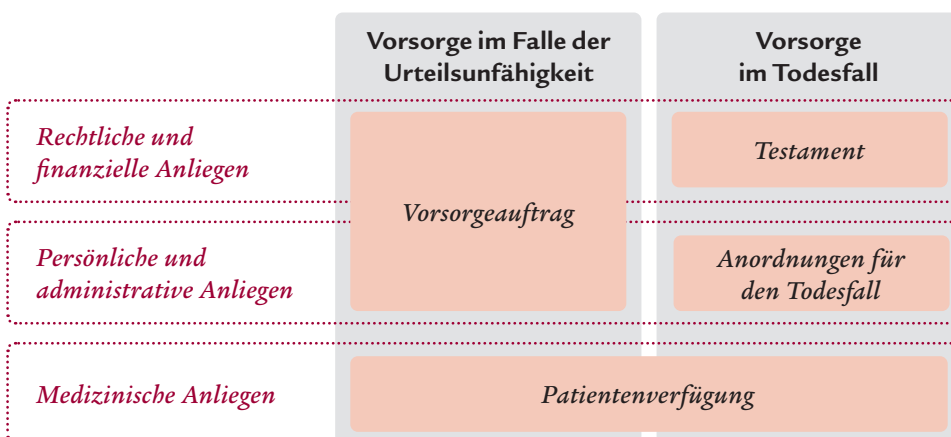 Vorsorge im Falle der
Urteilsunfähigkeit
Vorsorge
im Todesfall
Rechtliche und
finanzielle Anliegen
Vorsorgeauftrag
Testament
Persönliche und
administrative Anliegen
Anordnungen für
den Todesfall
Medizinische Anliegen
Patientenverfügung